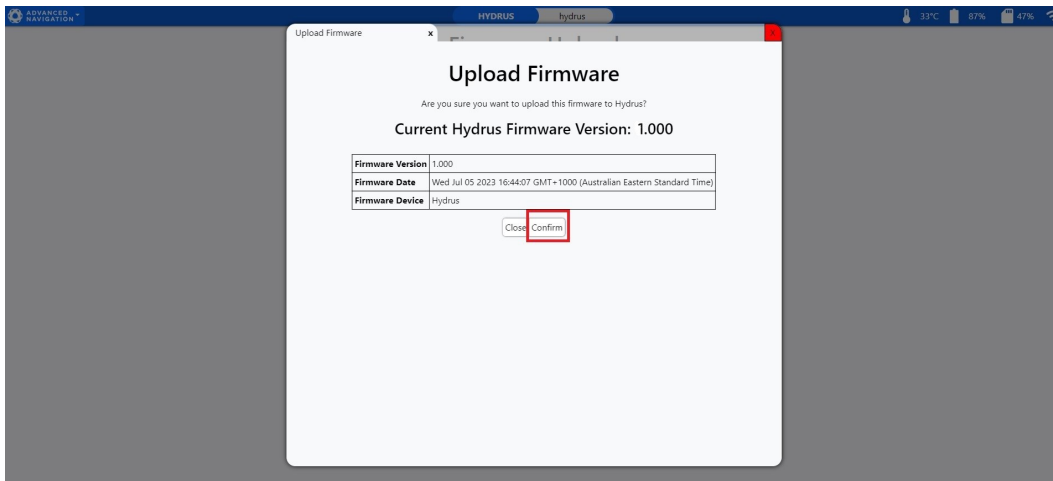 ADVANCED
NAVIGATION
HYDRUS hydrus 33°C 87% 47%
Upload Firmware x x
Upload Firmware
Are you sure you want to upload this firmware to Hydrus?
Current Hydrus Firmware Version: 1.000
Firmware Version 1.000
Firmware Date Wed Jul 05 2023 16:44:07 GMT+1000 (Australian Eastern Standard Time)
Firmware Device Hydrus
Close Confirm